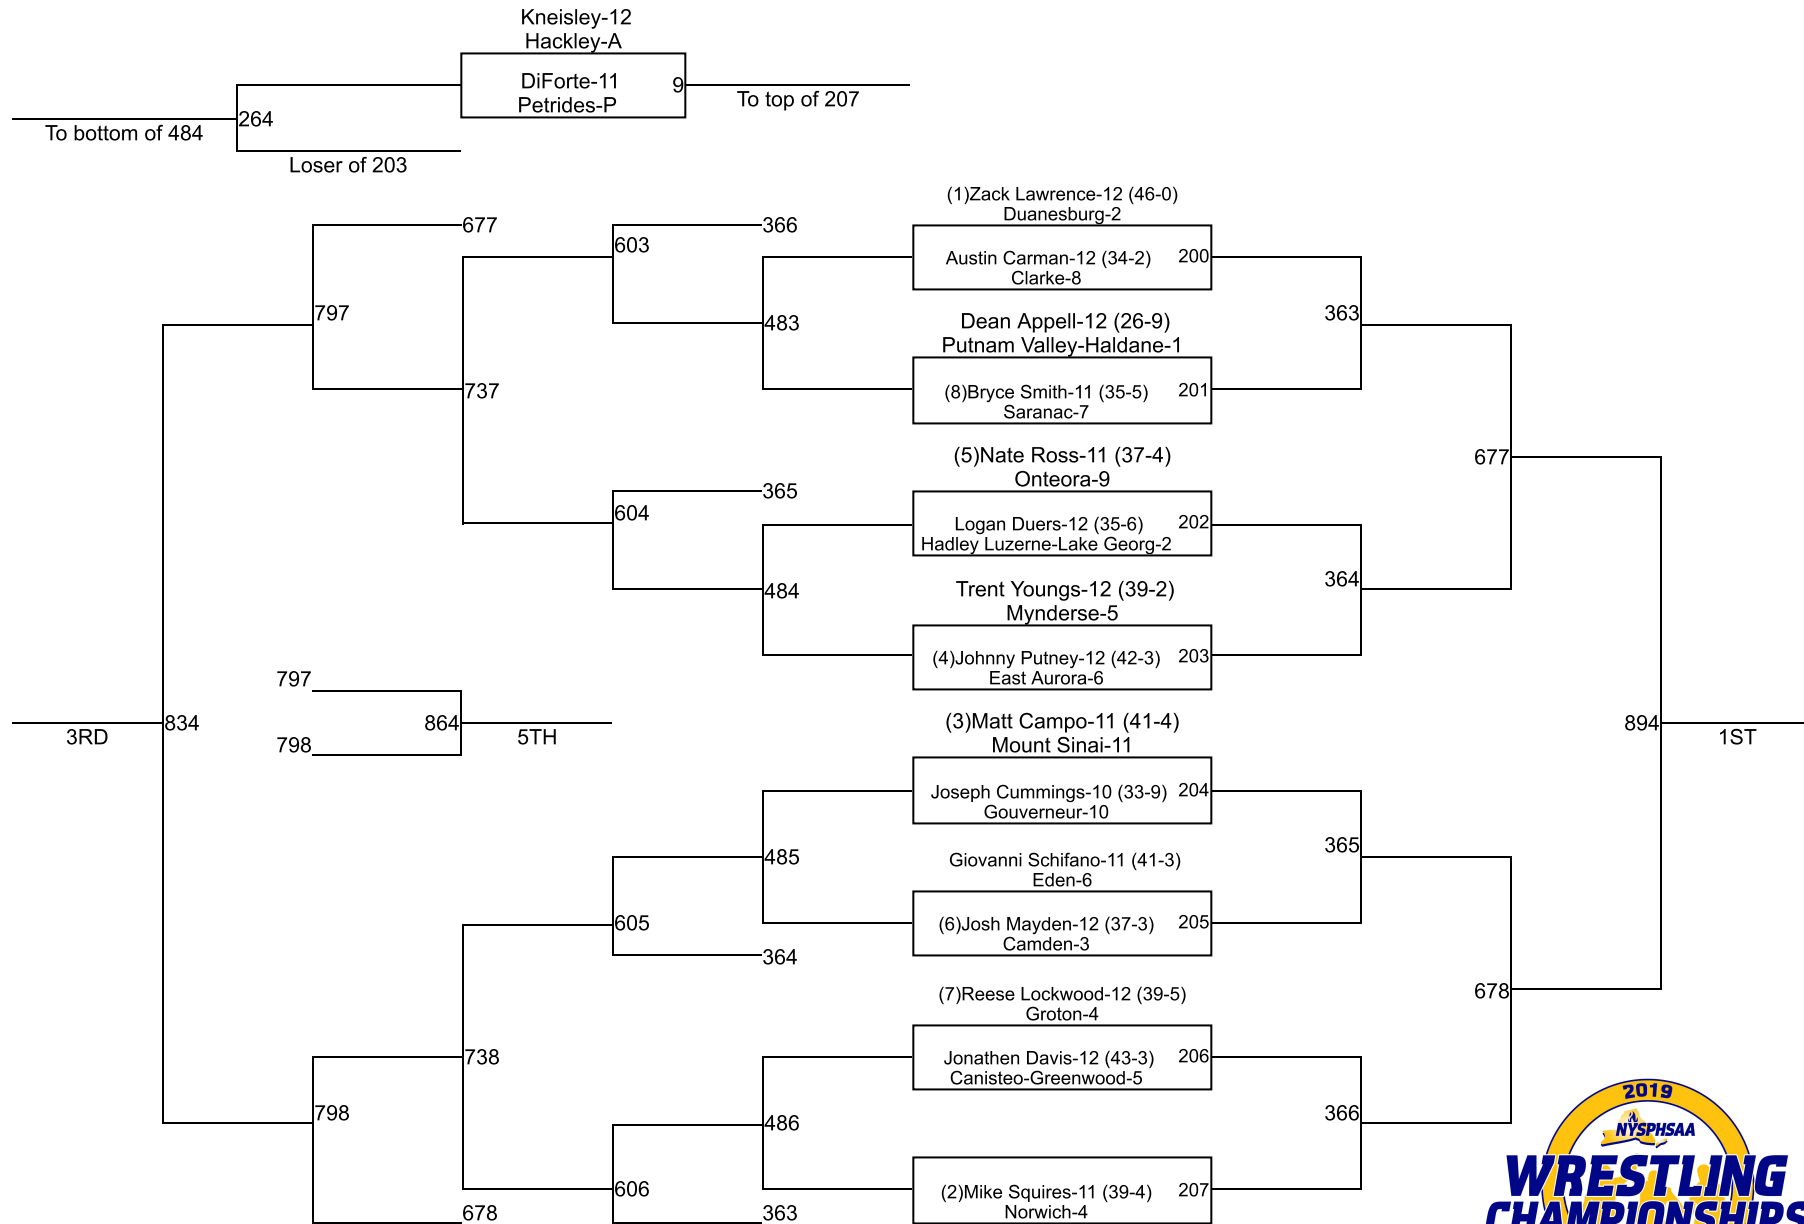 Kneisley-12
Hackley-A
DiForte-11
Petrides-P
9
To top of 207
264
To bottom of 484
Loser of 203
(1)Zack Lawrence-12 (46-0)
Duanesburg-2
677
366
603
Austin Carman-12 (34-2)
200
Clarke-8
797
483
Dean Appell-12 (26-9)
363
Putnam Valley-Haldane-1
737
(8)Bryce Smith-11 (35-5)
201
Saranac-7
(5)Nate Ross-11 (37-4)
677
Onteora-9
365
604
Logan Duers-12 (35-6)
202
Hadley Luzerne-Lake Georg-2
484
Trent Youngs-12 (39-2)
364
Mynderse-5
(4)Johnny Putney-12 (42-3)
203
East Aurora-6
797
834
864
(3)Matt Campo-11 (41-4)
894
3RD
798
5TH
Mount Sinai-11
1ST
Joseph Cummings-10 (33-9)
204
Gouverneur-10
485
Giovanni Schifano-11 (41-3)
365
Eden-6
605
(6)Josh Mayden-12 (37-3)
205
Camden-3
364
(7)Reese Lockwood-12 (39-5)
678
Groton-4
738
Jonathen Davis-12 (43-3)
206
Canisteo-Greenwood-5
798
486
366
606
(2)Mike Squires-11 (39-4)
207
678
363
Norwich-4
2019
NYSPHSAA
WRESTLING
CHAMPIONSHIPS